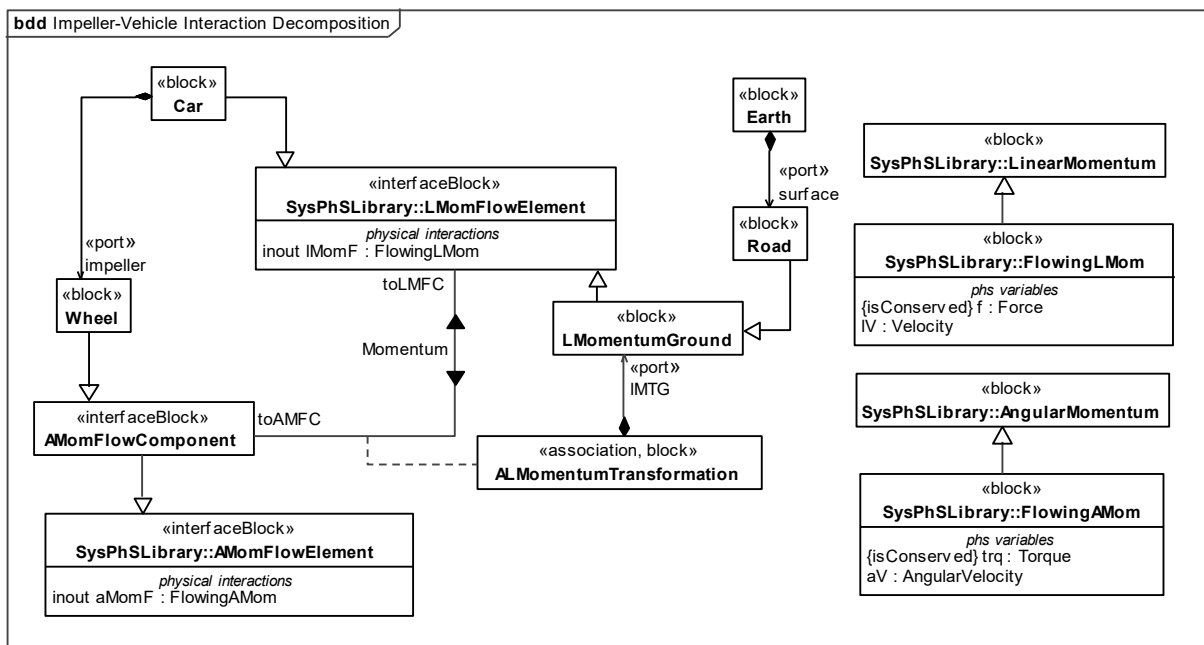 bdd Impeller-Vehicle Interaction Decomposition
«block»
Car
«block»
Earth
«port»
surface
«block»
Road
«block»
SysPhSLibrary::LinearMomentum
«interfaceBlock»
SysPhSLibrary::LMomFlowElement
physical interactions
inout lMomF : FlowingLMom
«port»
impeller
«block»
Wheel
toLMFC
Momentum
«block»
LMomentumGround
«port»
lMTG
«block»
SysPhSLibrary::FlowingLMom
phs variables
{isConserved} f : Force
lV : Velocity
«interfaceBlock»
AMomFlowComponent
toAMFC
«association, block»
ALMomentumTransformation
«block»
SysPhSLibrary::AngularMomentum
«interfaceBlock»
SysPhSLibrary::AMomFlowElement
physical interactions
inout aMomF : FlowingAMom
«block»
SysPhSLibrary::FlowingAMom
phs variables
{isConserved} trq : Torque
aV : AngularVelocity